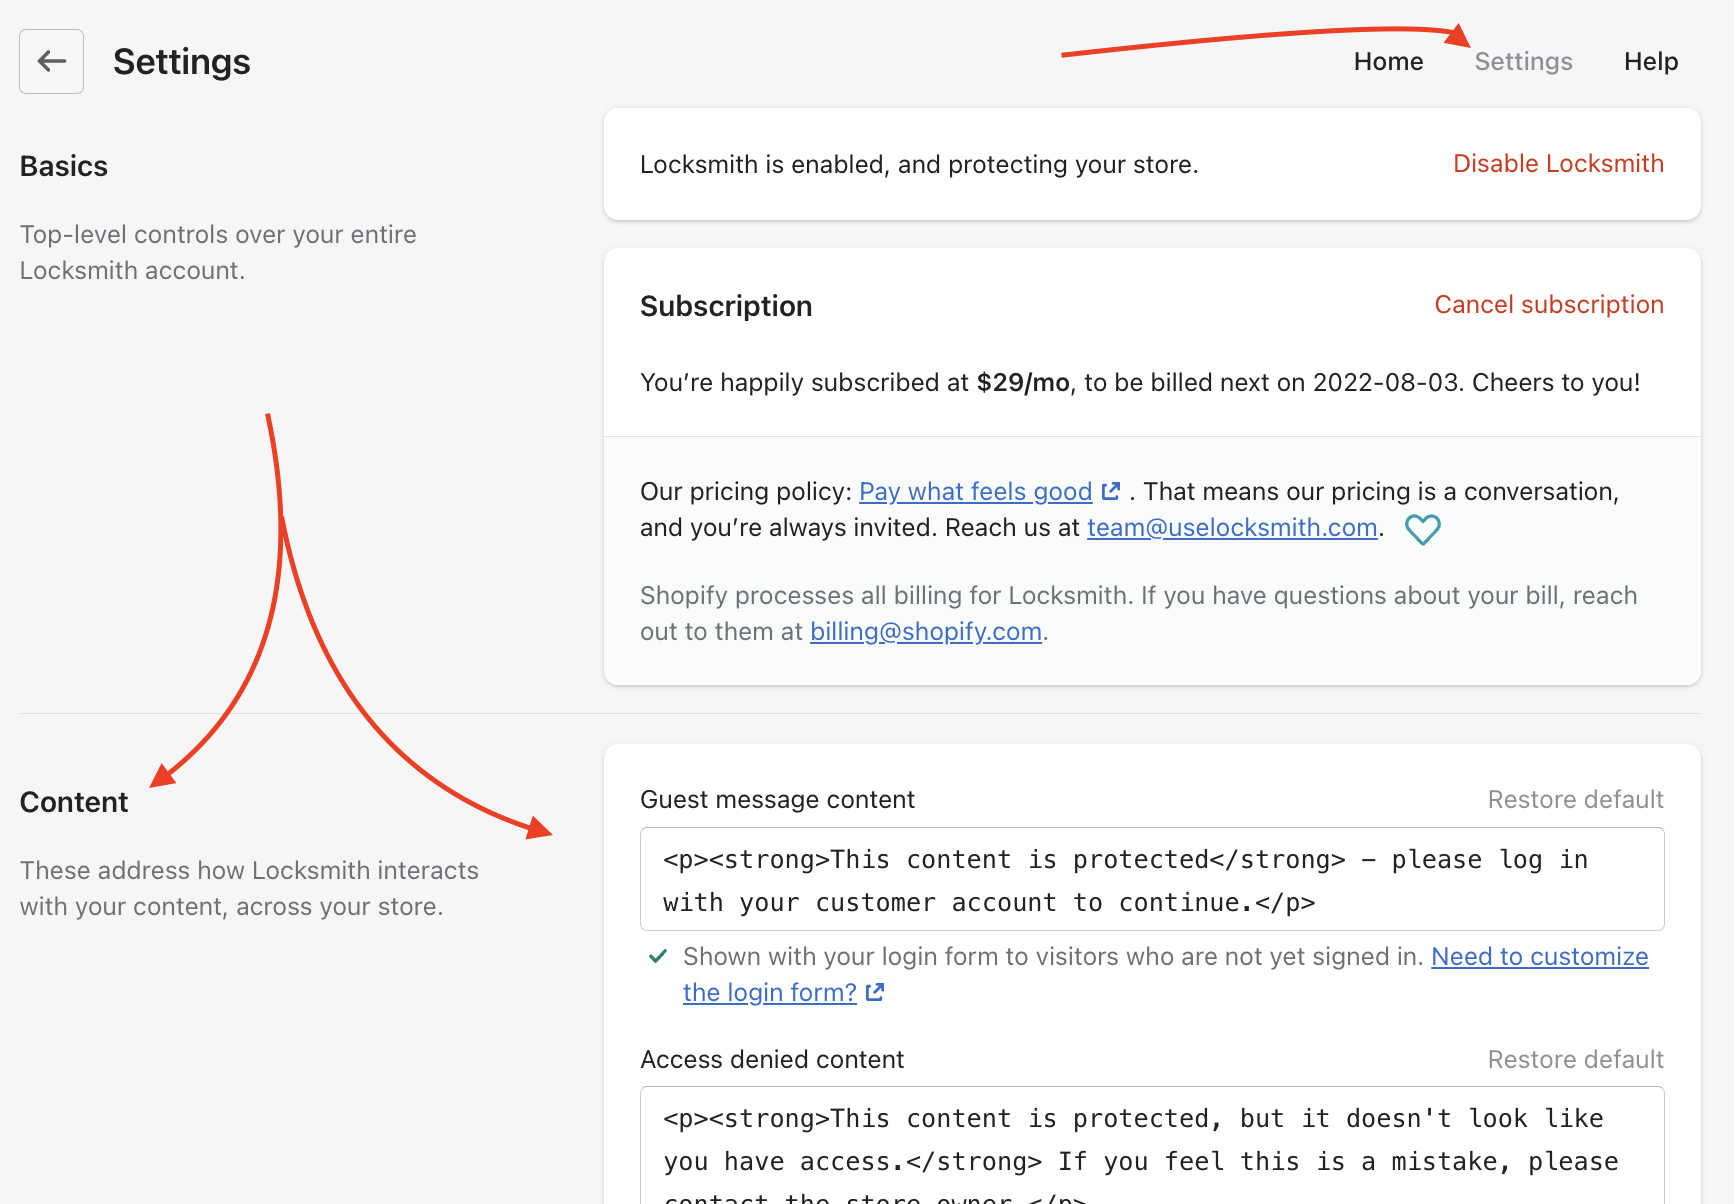 Settings
Home Settings Help
Basics
Top-level controls over your entire
Locksmith account.
Locksmith is enabled, and protecting your store. Disable Locksmith
Subscription Cancel subscription
You’re happily subscribed at $29/mo, to be billed next on 2022-08-03. Cheers to you!
Our pricing policy: Pay what feels good . That means our pricing is a conversation,
and you’re always invited. Reach us at team@uselocksmith.com.
Shopify processes all billing for Locksmith. If you have questions about your bill, reach
out to them at billing@shopify.com.
Content
These address how Locksmith interacts
with your content, across your store.
Guest message content Restore default
<p><strong>This content is protected</strong> – please log in
with your customer account to continue.</p>
Shown with your login form to visitors who are not yet signed in. Need to customize
the login form?
Access denied content Restore default
<p><strong>This content is protected, but it doesn't look like
you have access.</strong> If you feel this is a mistake, please
contact the store owner.</p>